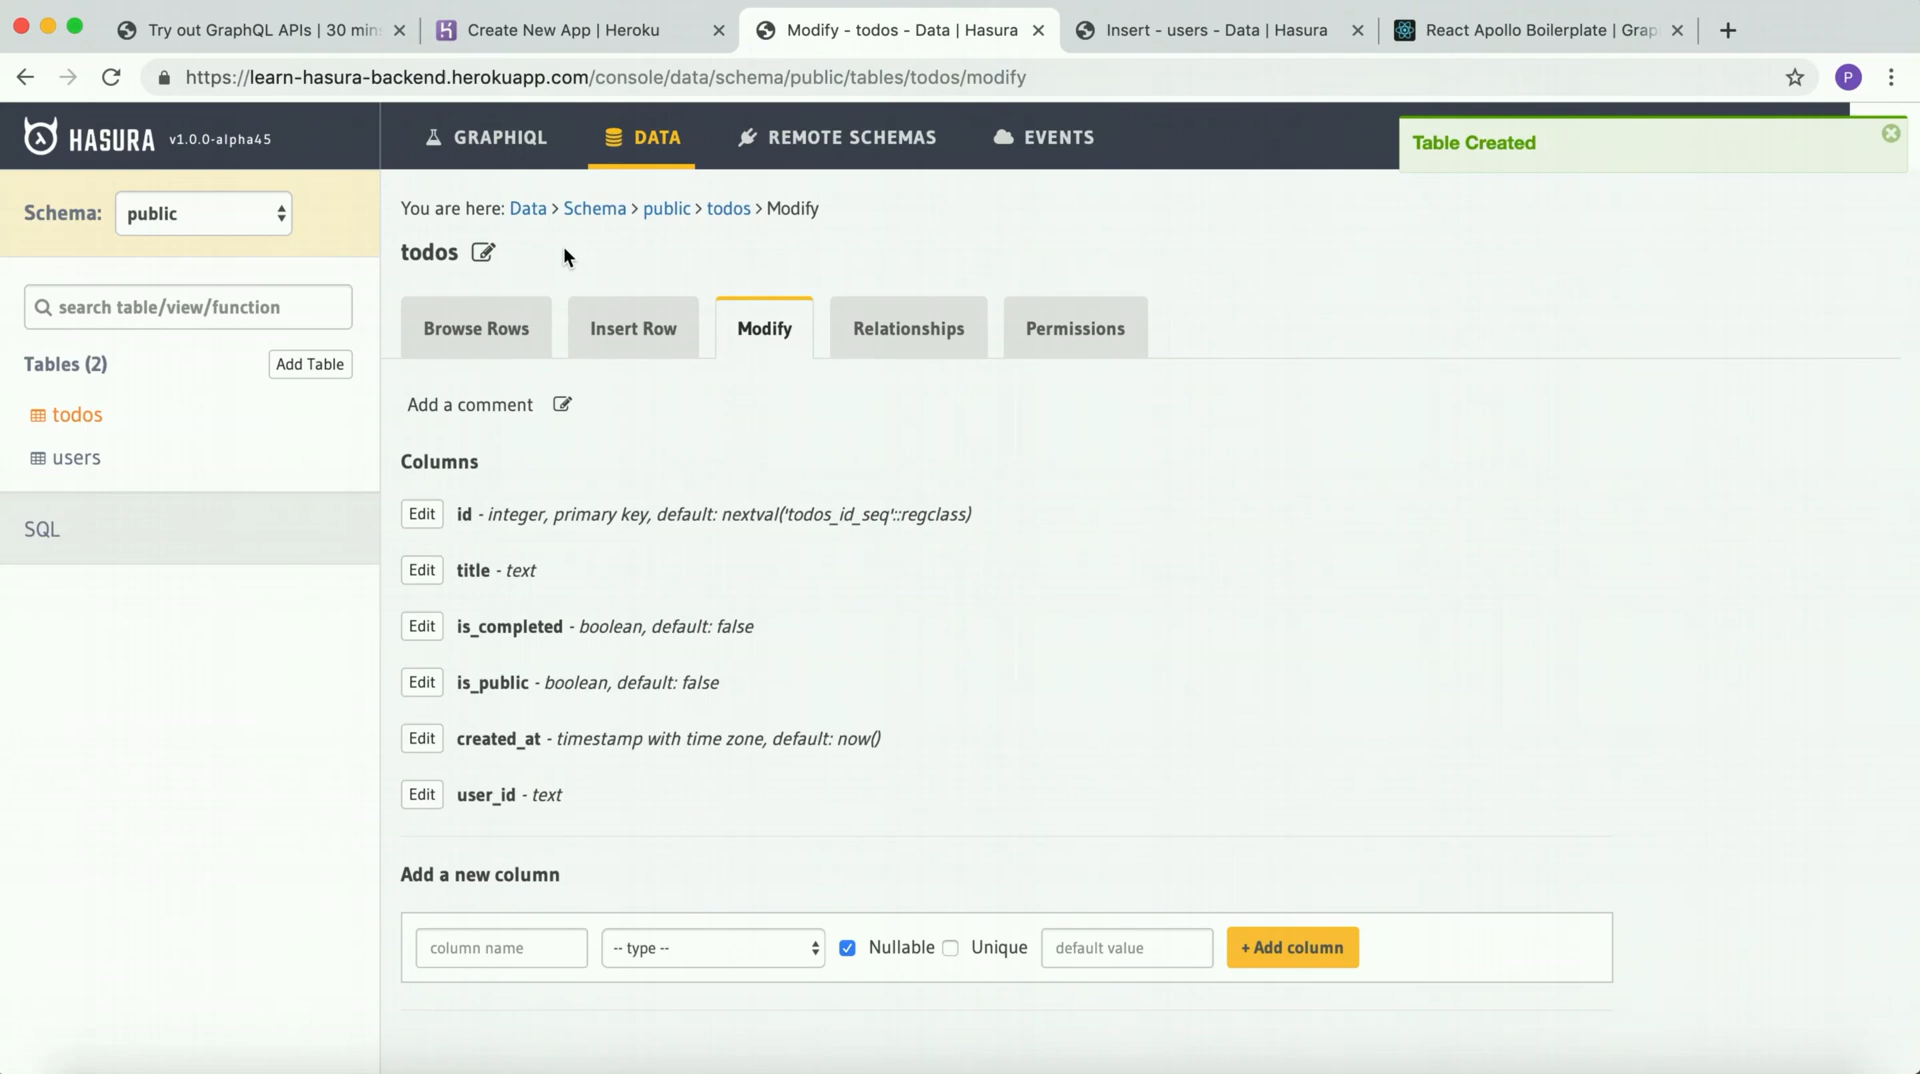 Try out GraphQL APIs | 30 mins
Create New App | Heroku
Modify - todos - Data | Hasura
Insert - users - Data | Hasura
React Apollo Boilerplate | Grap
https://learn-hasura-backend.herokuapp.com/console/data/schema/public/tables/todos/modify
P
HASURA v1.0.0-alpha45
GRAPHIQL
DATA
REMOTE SCHEMAS
EVENTS
Table Created
Schema: public
search table/view/function
Tables (2)
Add Table
todos
users
SQL
You are here: Data > Schema > public > todos > Modify
todos
Browse Rows
Insert Row
Modify
Relationships
Permissions
Add a comment
Columns
Edit id - integer, primary key, default: nextval('todos_id_seq'::regclass)
Edit title - text
Edit is_completed - boolean, default: false
Edit is_public - boolean, default: false
Edit created_at - timestamp with time zone, default: now()
Edit user_id - text
Add a new column
column name -- type -- Nullable Unique default value + Add column